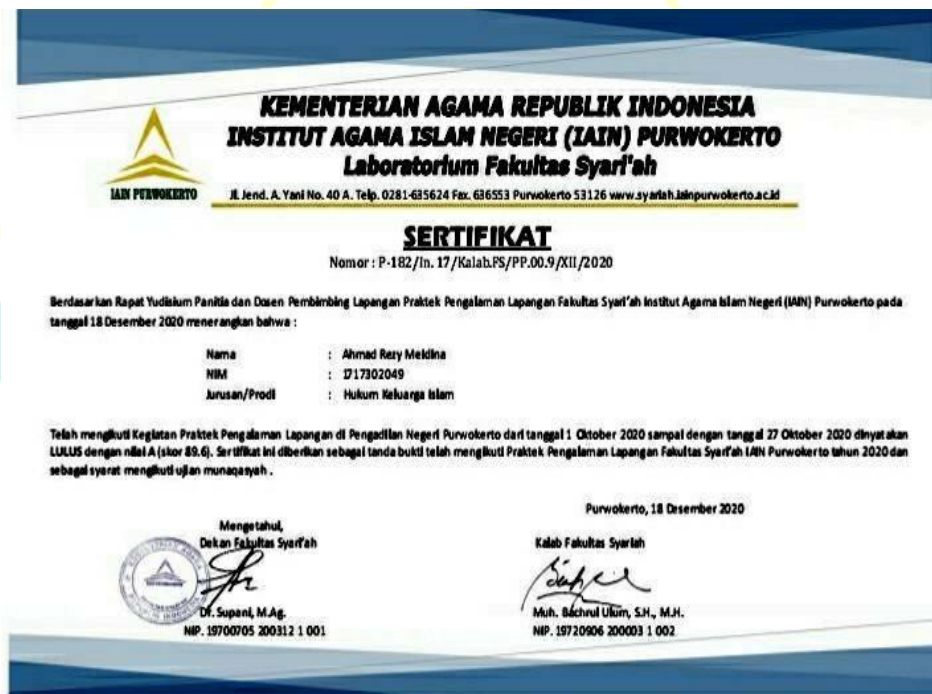 KEMENTERIAN AGAMA REPUBLIK INDONESIA
INSTITUT AGAMA ISLAM NEGERI (IAIN) PURWOKERTO
Laboratorium Fakultas Syari'ah
IAIN PURWOKERTO
Jl. Jend. A. Yani No. 40 A. Telp. 0281-635624 Fax. 636553 Purwokerto 53126 www.syariah.iainpurwokerto.ac.id
SERTIFIKAT
Nomor : P-182/In. 17/Kalab.FS/PP.00.9/XII/2020
Berdasarkan Rapat Yudisium Panitia dan Dosen Pembimbing Lapangan Praktek Pengalaman Lapangan Fakultas Syari'ah Institut Agama Islam Negeri (IAIN) Purwokerto pada
tanggal 18 Desember 2020 menerangkan bahwa :
Nama : Ahmad Rezy Meidina
NIM : 1717302049
Jurusan/Prodi : Hukum Keluarga Islam
Telah mengikuti Kegiatan Praktek Pengalaman Lapangan di Pengadilan Negeri Purwokerto dari tanggal 1 Oktober 2020 sampai dengan tanggal 27 Oktober 2020 dinyatakan
LULUS dengan nilai A (skor 89.6). Sertifikat ini diberikan sebagai tanda bukti telah mengikuti Praktek Pengalaman Lapangan Fakultas Syari'ah IAIN Purwokerto tahun 2020 dan
sebagai syarat mengikuti ujian munaqasyah .
Purwokerto, 18 Desember 2020
Mengetahui,
Dekan Fakultas Syari'ah
Kalab Fakultas Syariah
Dr. Supani, M.Ag.
NIP. 19700705 200312 1 001
Muh. Bachrul Ulum, S.H., M.H.
NIP. 19720906 200003 1 002